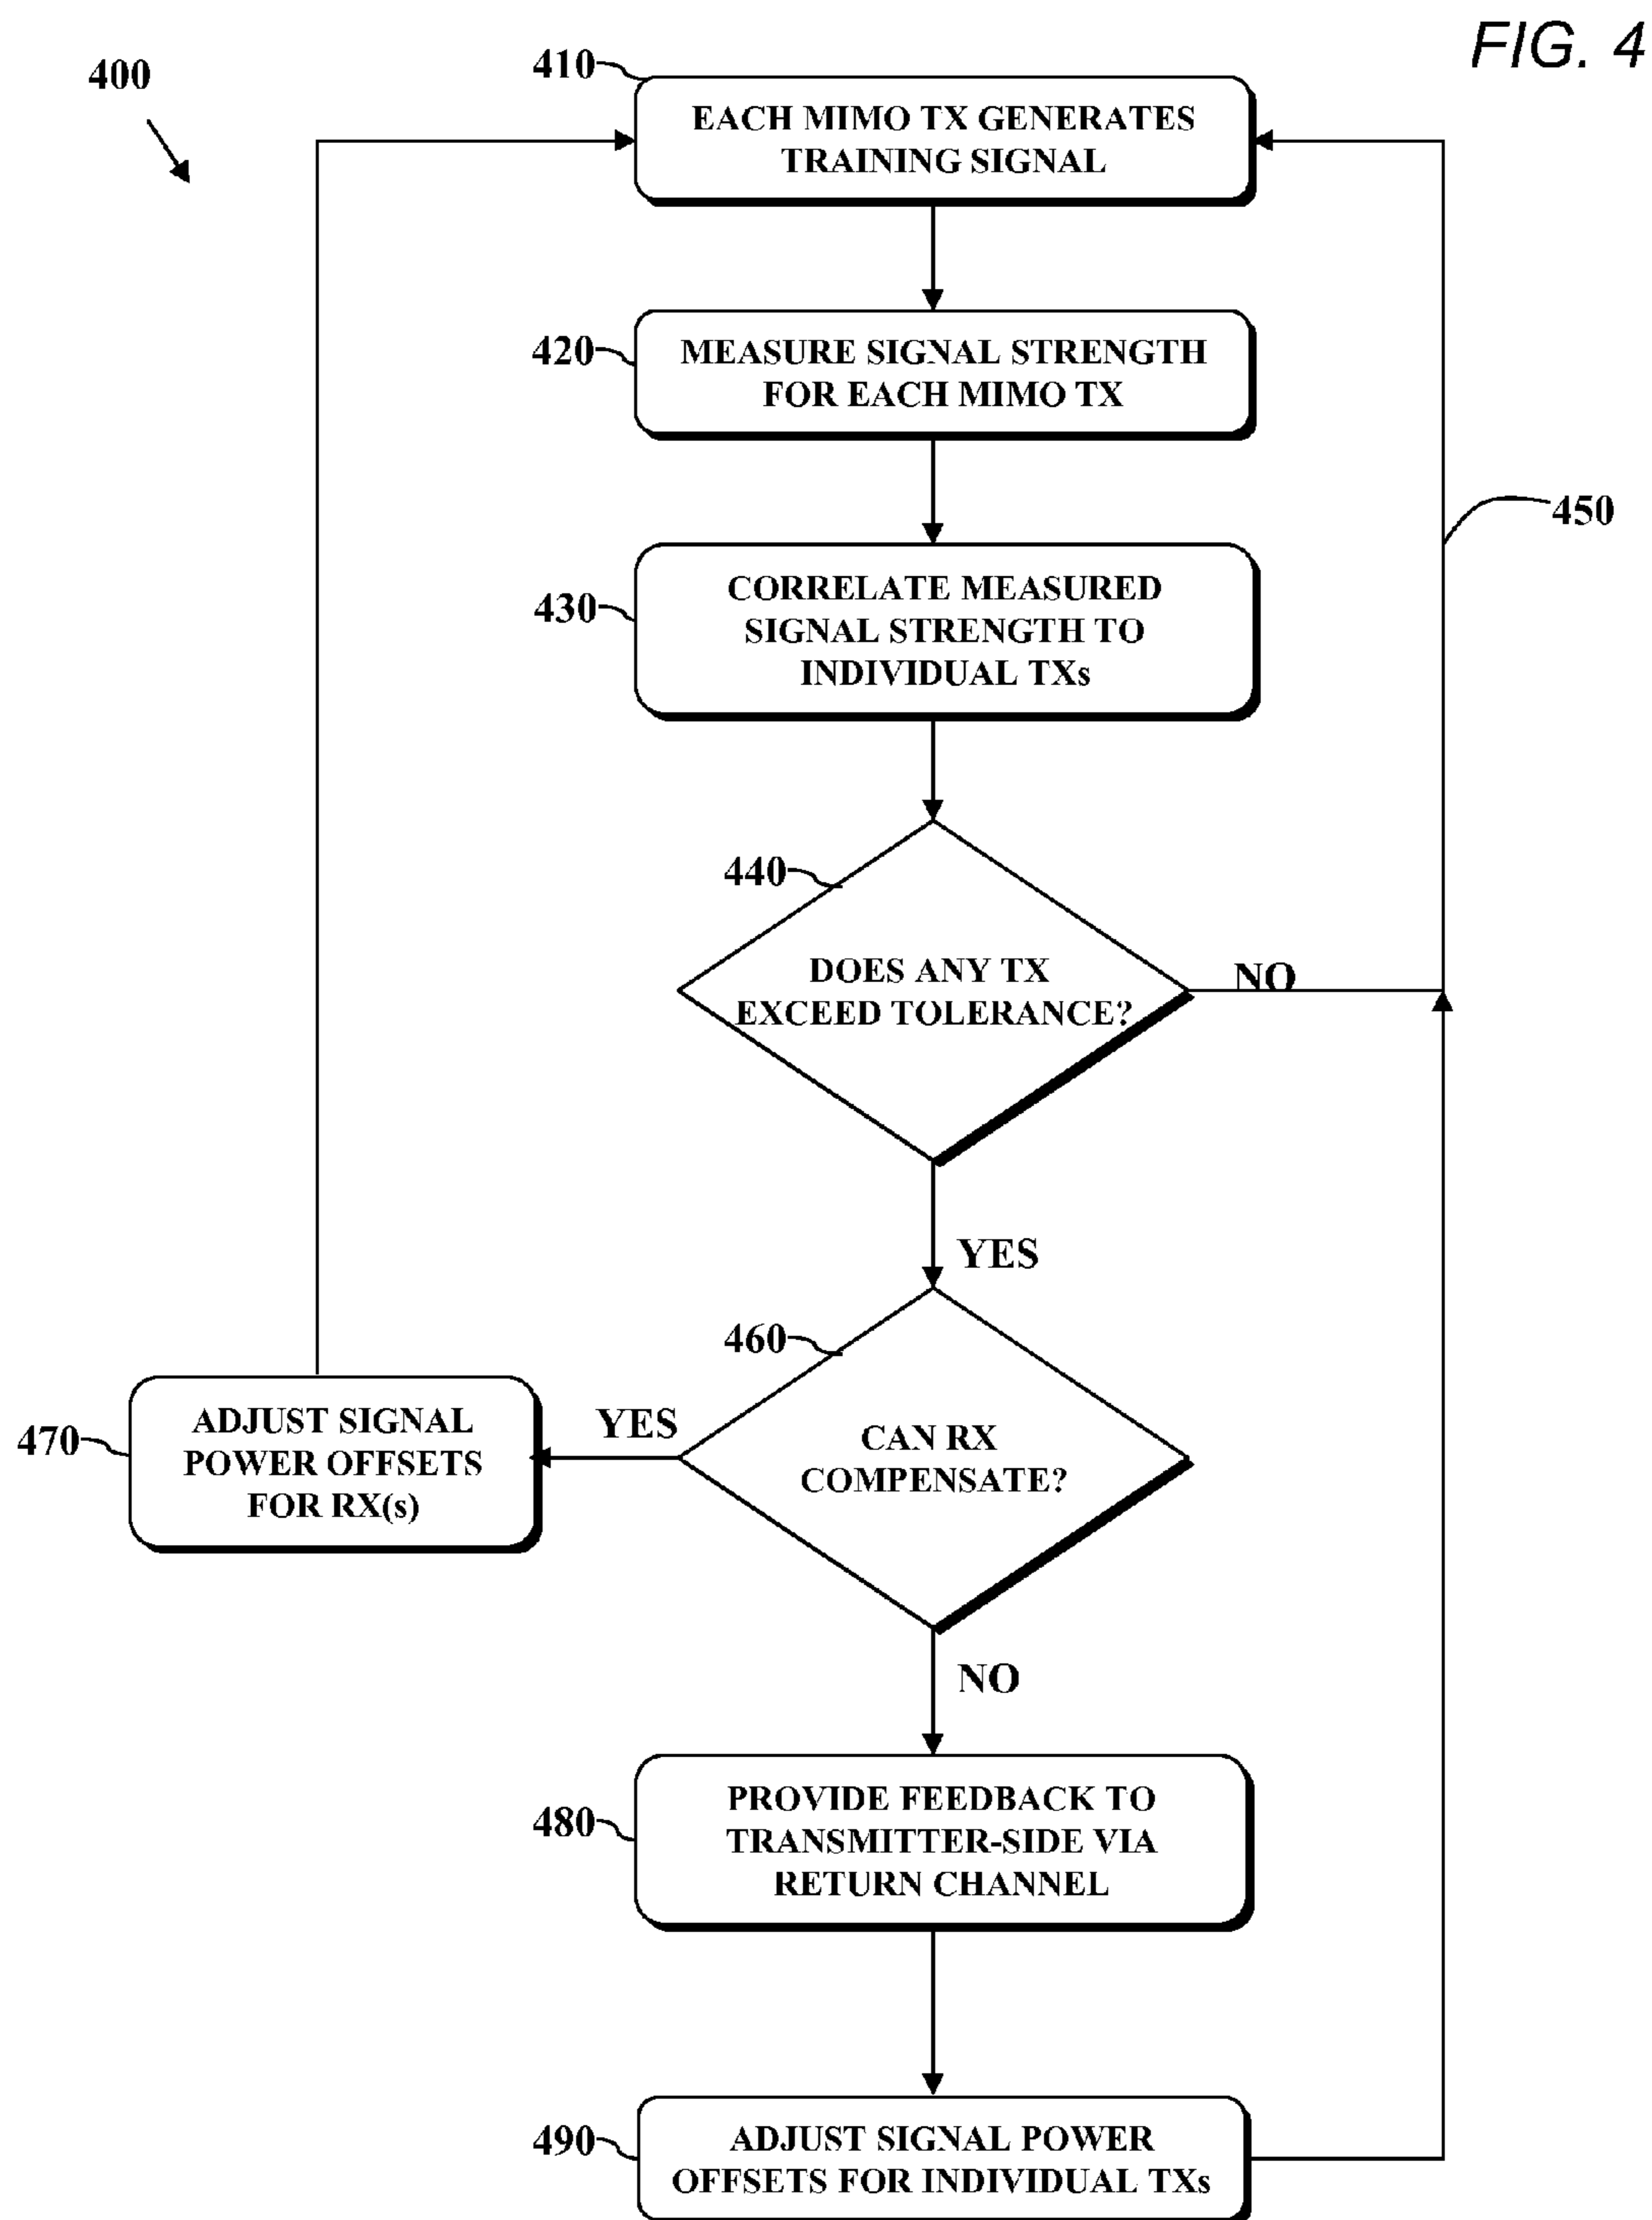 FIG. 4
400
410
EACH MIMO TX GENERATES
TRAINING SIGNAL
420
MEASURE SIGNAL STRENGTH
FOR EACH MIMO TX
450
430
CORRELATE MEASURED
SIGNAL STRENGTH TO
INDIVIDUAL TXs
440
DOES ANY TX
EXCEED TOLERANCE?
NO
YES
460
CAN RX
COMPENSATE?
YES
470
ADJUST SIGNAL
POWER OFFSETS
FOR RX(s)
NO
480
PROVIDE FEEDBACK TO
TRANSMITTER-SIDE VIA
RETURN CHANNEL
490
ADJUST SIGNAL POWER
OFFSETS FOR INDIVIDUAL TXs